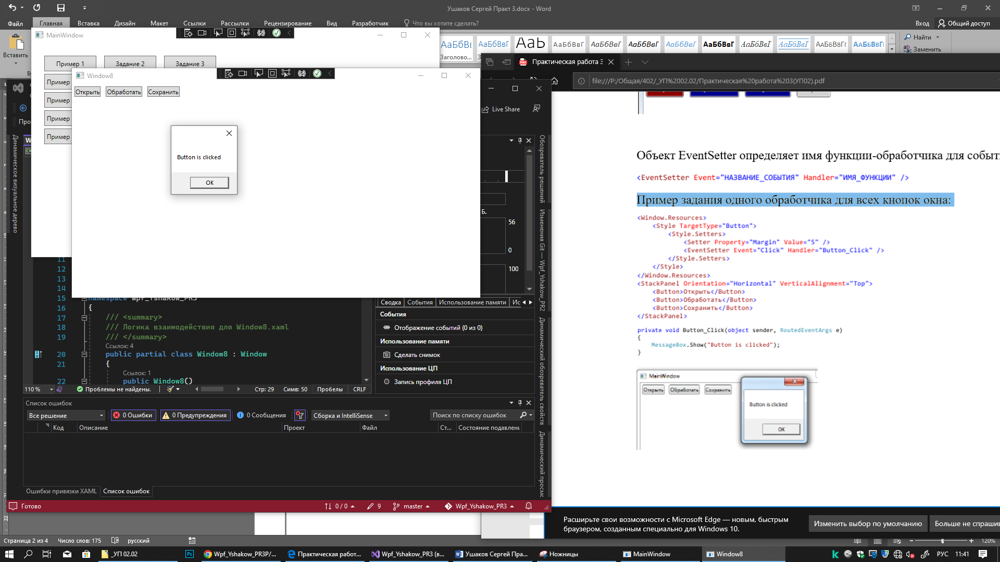 Ушаков Сергей Практ 3.docx - Word
Файл
Главная
Вставка
Дизайн
Макет
Ссылки
Рассылки
Рецензирование
Вид
Разработчик
Что вы хотите сделать?
Вход
Общий доступ
Вставить
АаБбВı
Заголово...
АаБбВвГ
АаБ
АаБбВвГ
АаБбВвГ
АаБбВвГ
АаБбВвГ
АаБбВвГ
АаБбВвГ
АаБбВвГ
ААББВВГ
ААББВВГ
Найти
Заменить
MainWindow
Пример 1
Задание 2
Задание 3
Пример
Пример
Пример
Пример
Window8
Открыть
Обработать
Сохранить
Button is clicked
OK
Live Share
Динамическое визуальное дерево
Обозреватель решений
Изменения Git — Wpf_Yshakow_PR2
Динамический обозреватель свойств
Динамический просмо
56
0
100
11
12
13
14
15 namespace Wpf_Yshakow_PR3
16 {
17 /// <summary>
18 /// Логика взаимодействия для Window8.xaml
19 /// </summary>
Ссылок: 4
20 public partial class Window8 : Window
21 {
Ссылок: 1
22 public Window8()
110 %
Проблемы не найдены.
Стр: 29
Симв: 50
Пробелы
CRLF
Сводка
События
Использование памяти
Ис
События
Отображение событий (0 из 0)
Использование памяти
Сделать снимок
Использование ЦП
Запись профиля ЦП
Список ошибок
Все решение
0 Ошибки
0 Предупреждения
0 Сообщения
Сборка и IntelliSense
Поиск по списку ошибок
Код
Описание
Проект
Файл
Ст...
Состояние подавлени
Ошибки привязки XAML
Список ошибок
Готово
0 / 0
9
master
Wpf_Yshakow_PR3
Практическая работа 3
file:///P:/Общая/402/_УП%2002.02/Практическая%20работа%203(УП02).pdf
Объект EventSetter определяет имя функции-обработчика для событ
<EventSetter Event="НАЗВАНИЕ_СОБЫТИЯ" Handler="ИМЯ_ФУНКЦИИ" />
Пример задания одного обработчика для всех кнопок окна:
<Window.Resources>
<Style TargetType="Button">
<Style.Setters>
<Setter Property="Margin" Value="5" />
<EventSetter Event="Click" Handler="Button_Click" />
</Style.Setters>
</Style>
</Window.Resources>
<StackPanel Orientation="Horizontal" VerticalAlignment="Top">
<Button>Открыть</Button>
<Button>Обработать</Button>
<Button>Сохранить</Button>
</StackPanel>
private void Button_Click(object sender, RoutedEventArgs e)
{
MessageBox.Show("Button is clicked");
}
MainWindow
Открыть
Обработать
Сохранить
Button is clicked
OK
Расширьте свои возможности с Microsoft Edge — новым, быстрым
браузером, созданным специально для Windows 10.
Изменить выбор по умолчанию
Больше не спрашив
Страница 2 из 4
Число слов: 175
русский
120%
_УП 02.02
Wpf_Yshakow_PR3P/...
Практическая работ...
Wpf_Yshakow_PR3 (в...
Ушаков Сергей Пра...
Ножницы
MainWindow
Window8
РУС
11:41